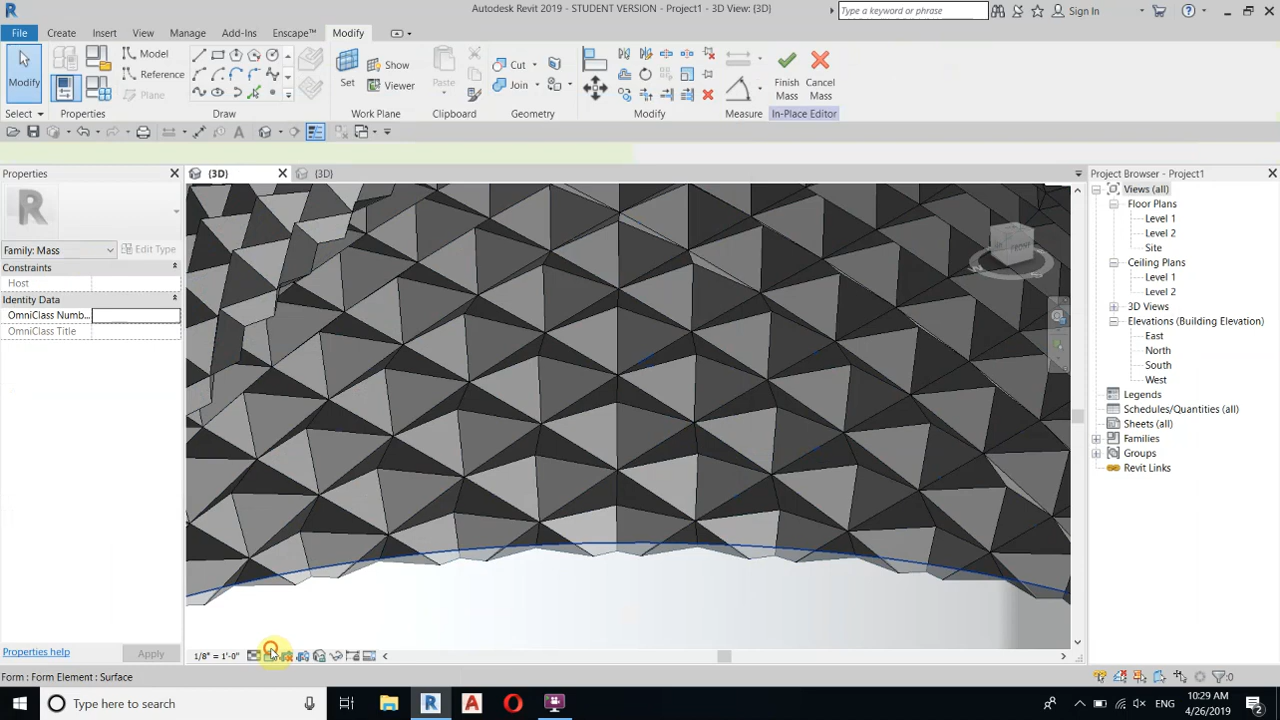 Autodesk Revit 2019 - STUDENT VERSION - Project1 - 3D View: {3D}
Type a keyword or phrase
Sign In
File Create Insert View Manage Add-Ins Enscape™ Modify
Modify
Model
Reference
Plane
Set
Show
Viewer
Paste
Cut
Join
Finish Mass
Cancel Mass
Select Properties Draw Work Plane Clipboard Geometry Modify Measure In-Place Editor
Properties
(3D)
(3D)
Project Browser - Project1
Family: Mass
Edit Type
Constraints
Host
Identity Data
OmniClass Numb...
OmniClass Title
Views (all)
Floor Plans
Level 1
Level 2
Site
Ceiling Plans
Level 1
Level 2
3D Views
Elevations (Building Elevation)
East
North
South
West
Legends
Schedules/Quantities (all)
Sheets (all)
Families
Groups
Revit Links
FRONT
Properties help
Apply
1/8" = 1'-0"
Form : Form Element : Surface
:0
Type here to search
ENG
10:29 AM
4/26/2019
2